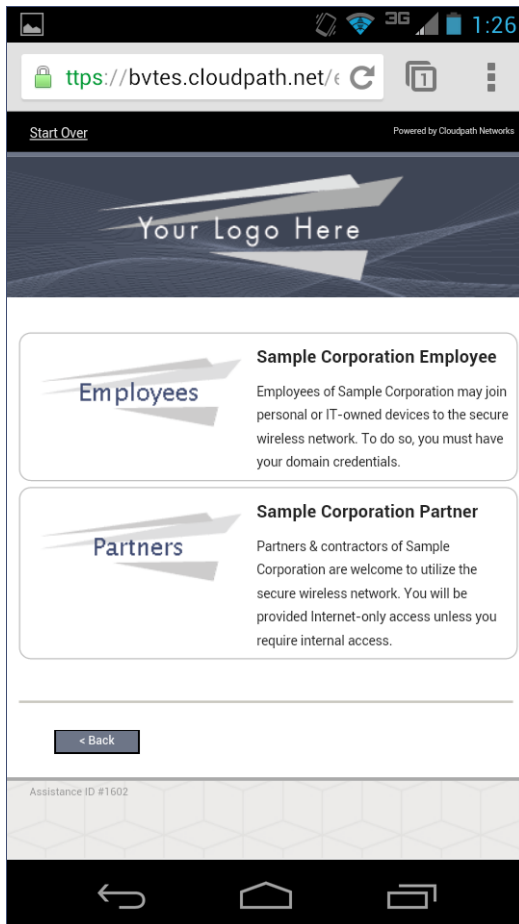 3G 1:26
ttps://bvtes.cloudpath.net/e
1
Start Over
Powered by Cloudpath Networks
Your Logo Here
Employees
Sample Corporation Employee
Employees of Sample Corporation may join
personal or IT-owned devices to the secure
wireless network. To do so, you must have
your domain credentials.
Partners
Sample Corporation Partner
Partners & contractors of Sample
Corporation are welcome to utilize the
secure wireless network. You will be
provided Internet-only access unless you
require internal access.
< Back
Assistance ID #1602